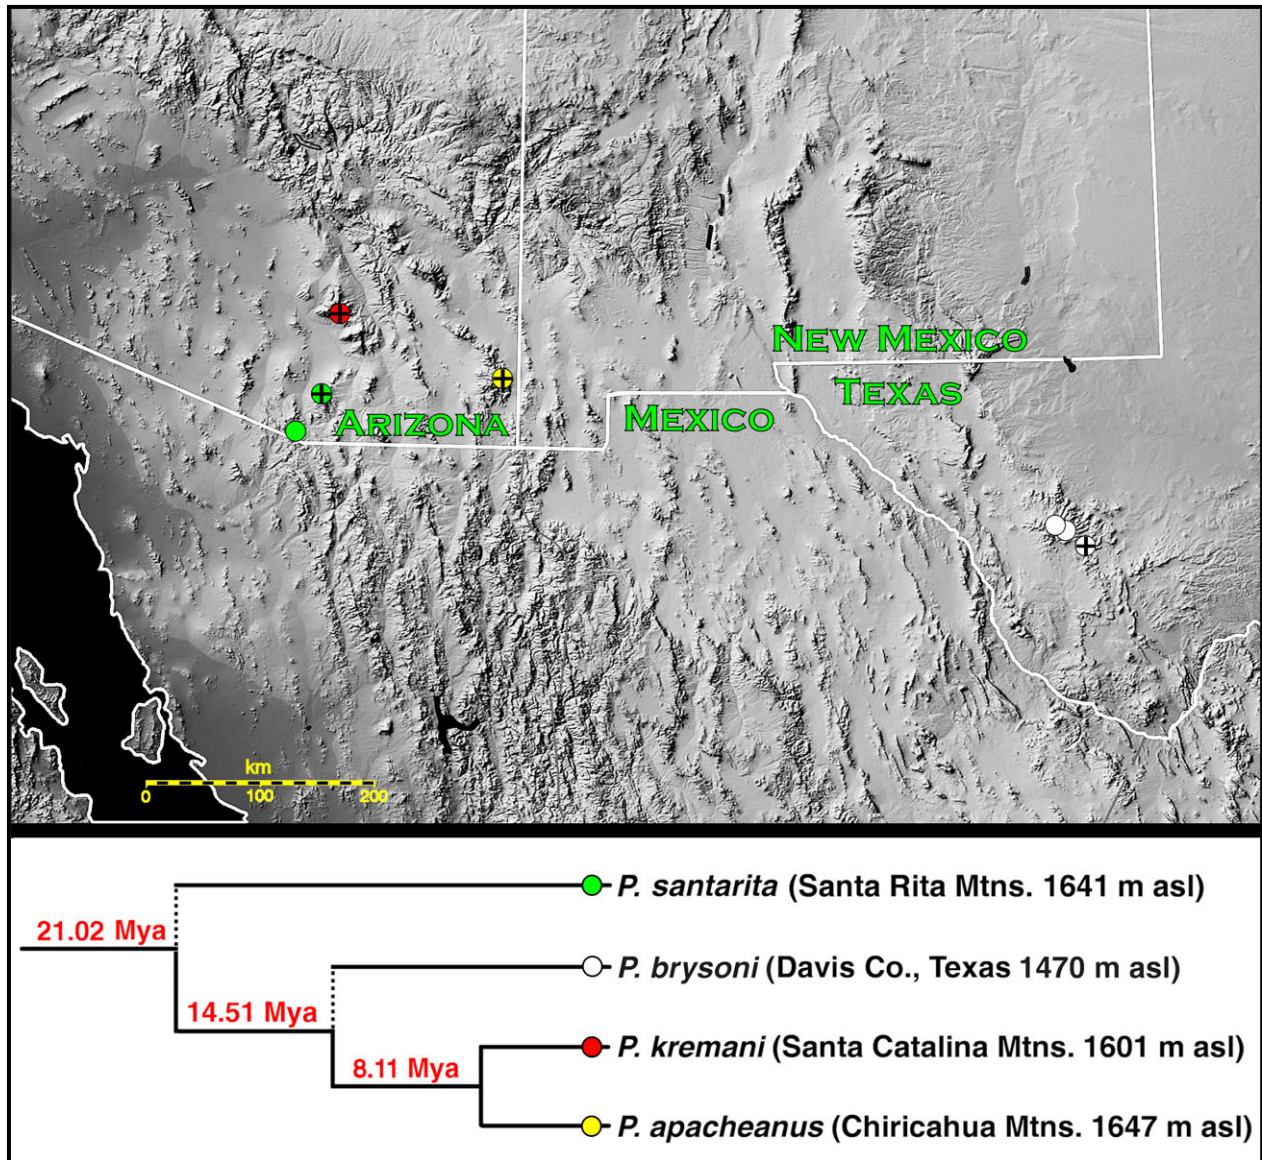 NEW MEXICO
TEXAS
ARIZONA
MEXICO
km
0 100 200
P. santarita (Santa Rita Mtns. 1641 m asl)
21.02 Mya
P. brysoni (Davis Co., Texas 1470 m asl)
14.51 Mya
P. kremani (Santa Catalina Mtns. 1601 m asl)
8.11 Mya
P. apacheanus (Chiricahua Mtns. 1647 m asl)